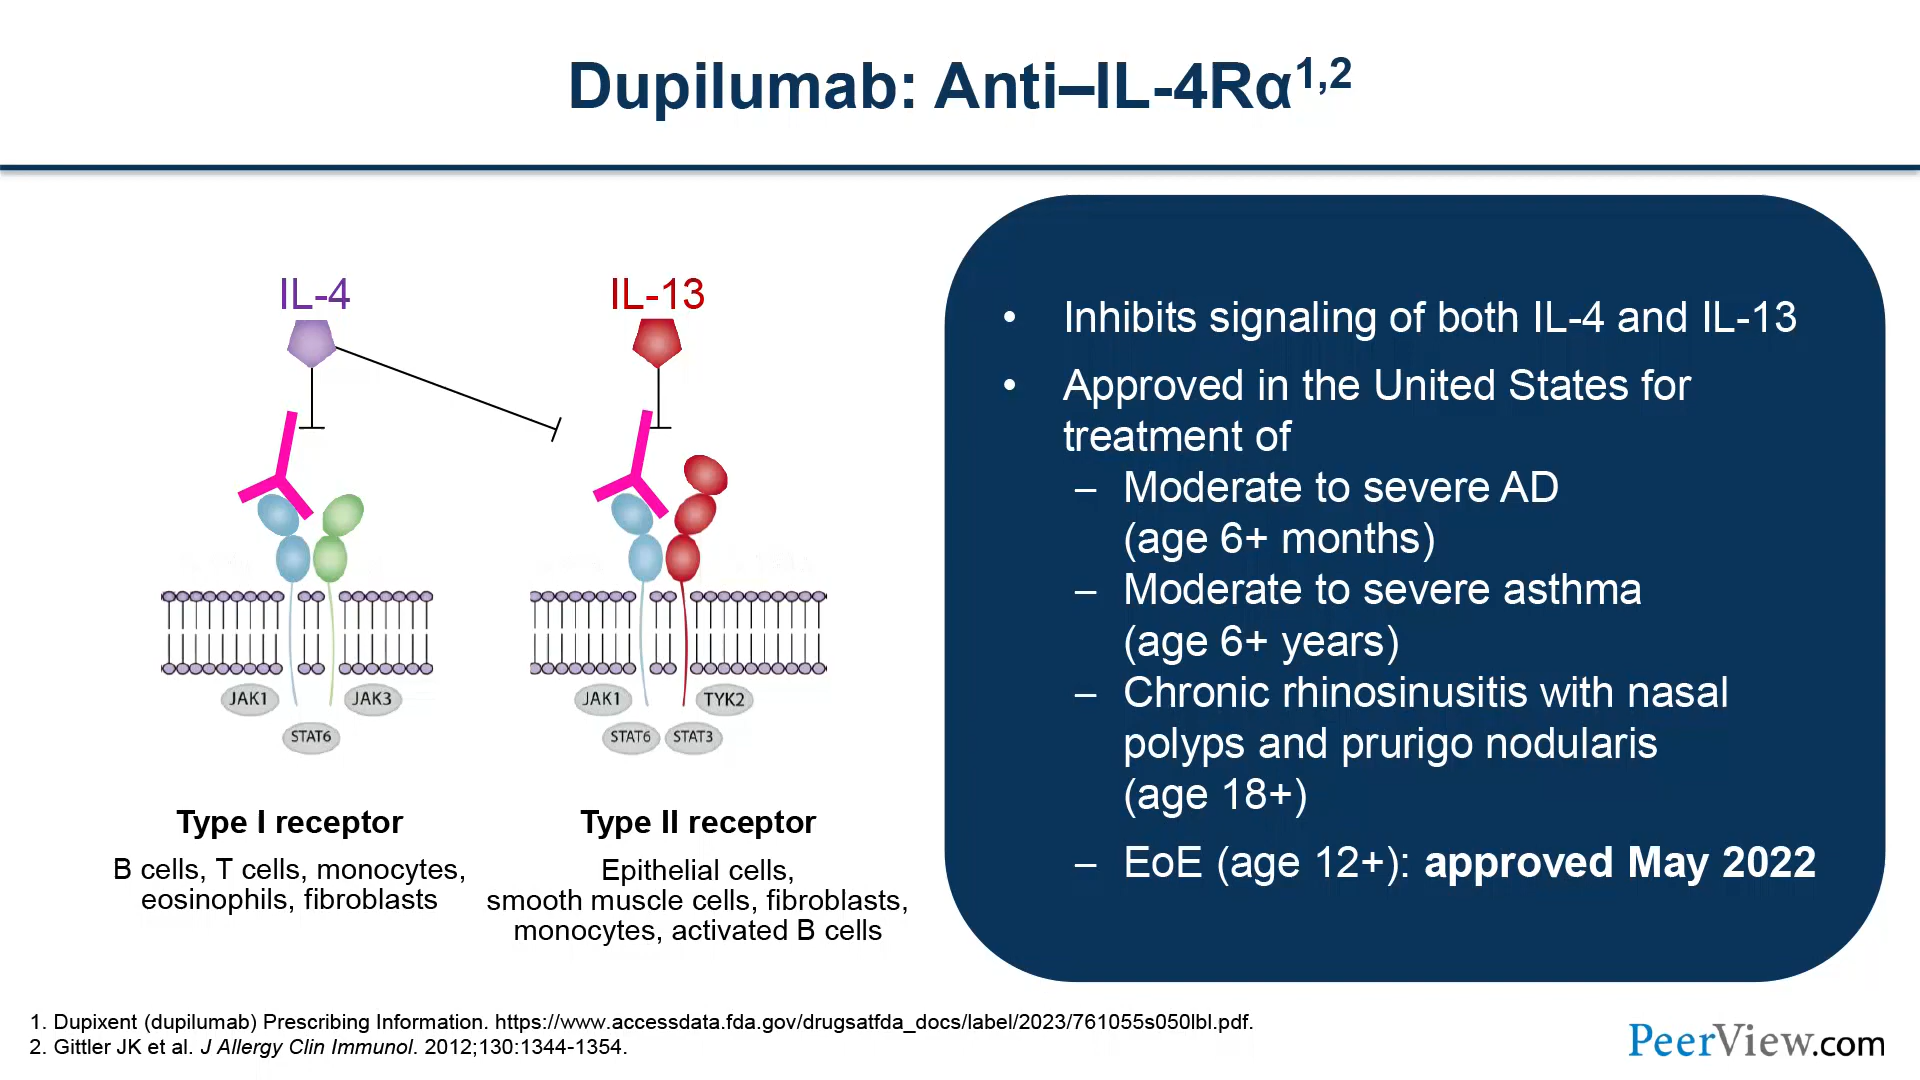 Dupilumab: Anti–IL-4Rα1,2
IL-4
IL-13
JAK1
JAK3
STAT6
JAK1
TYK2
STAT6
STAT3
Type I receptor
B cells, T cells, monocytes,
eosinophils, fibroblasts
Type II receptor
Epithelial cells,
smooth muscle cells, fibroblasts,
monocytes, activated B cells
• Inhibits signaling of both IL-4 and IL-13
• Approved in the United States for
treatment of
– Moderate to severe AD
(age 6+ months)
– Moderate to severe asthma
(age 6+ years)
– Chronic rhinosinusitis with nasal
polyps and prurigo nodularis
(age 18+)
– EoE (age 12+): approved May 2022
1. Dupixent (dupilumab) Prescribing Information. https://www.accessdata.fda.gov/drugsatfda_docs/label/2023/761055s050lbl.pdf.
2. Gittler JK et al. J Allergy Clin Immunol. 2012;130:1344-1354.
PeerView.com